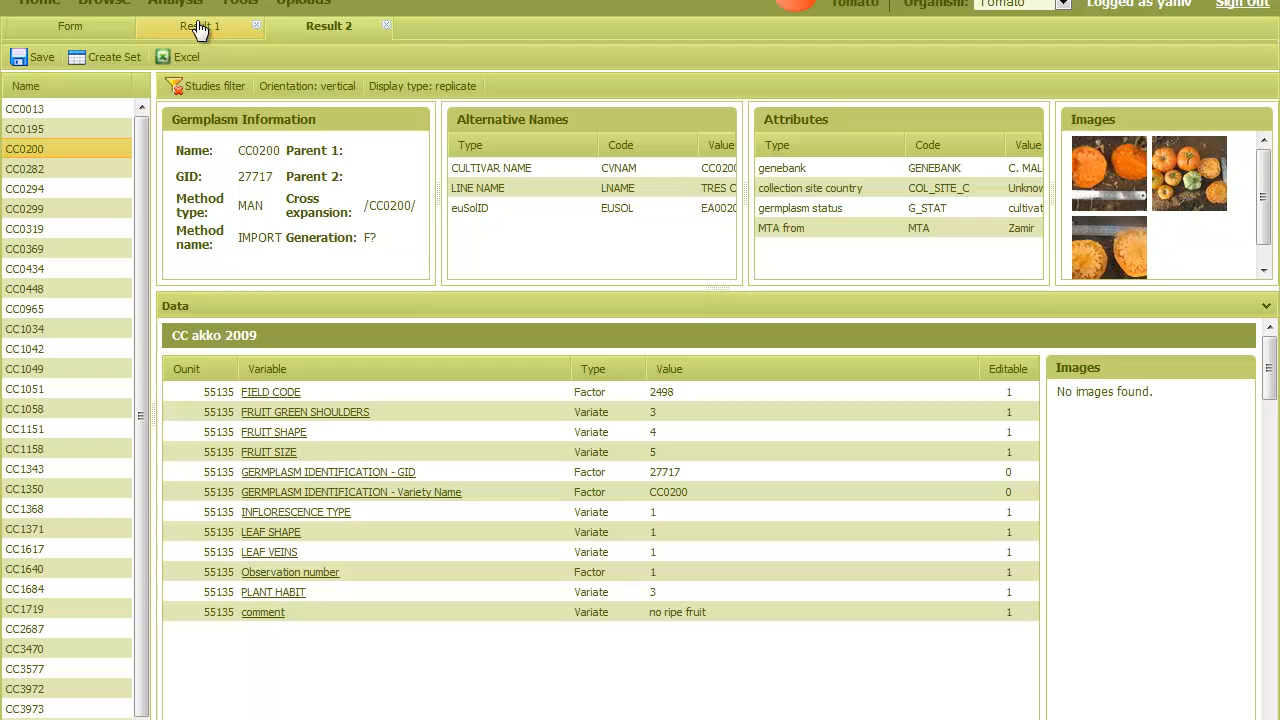 Home Browse Analysis Tools Uploads Tomato Organism: Tomato Logged as yaniv Sign Out
Form Result 1 Result 2
Save Create Set Excel
Name Studies filter Orientation: vertical Display type: replicate
CC0013
CC0195
CC0200
CC0282
CC0294
CC0299
CC0319
CC0369
CC0434
CC0448
CC0965
CC1034
CC1042
CC1049
CC1051
CC1058
CC1151
CC1158
CC1343
CC1350
CC1368
CC1371
CC1617
CC1640
CC1684
CC1719
CC2687
CC3470
CC3577
CC3972
CC3973
Germplasm Information
Name: CC0200 Parent 1:
GID: 27717 Parent 2:
Method type: MAN Cross expansion: /CC0200/
Method name: IMPORT Generation: F?
Alternative Names
Type Code Value
CULTIVAR NAME CVNAM CC0200
LINE NAME LNAME TRES C
euSolID EUSOL EA0020
Attributes
Type Code Value
genebank GENEBANK C. MAL
collection site country COL_SITE_C Unknow
germplasm status G_STAT cultivat
MTA from MTA Zamir
Images
Data
CC akko 2009
Ounit Variable Type Value Editable
55135 FIELD CODE Factor 2498 1
55135 FRUIT GREEN SHOULDERS Variate 3 1
55135 FRUIT SHAPE Variate 4 1
55135 FRUIT SIZE Variate 5 1
55135 GERMPLASM IDENTIFICATION - GID Factor 27717 0
55135 GERMPLASM IDENTIFICATION - Variety Name Factor CC0200 0
55135 INFLORESCENCE TYPE Variate 1 1
55135 LEAF SHAPE Variate 1 1
55135 LEAF VEINS Variate 1 1
55135 Observation number Factor 1 1
55135 PLANT HABIT Variate 3 1
55135 comment Variate no ripe fruit 1
Images
No images found.